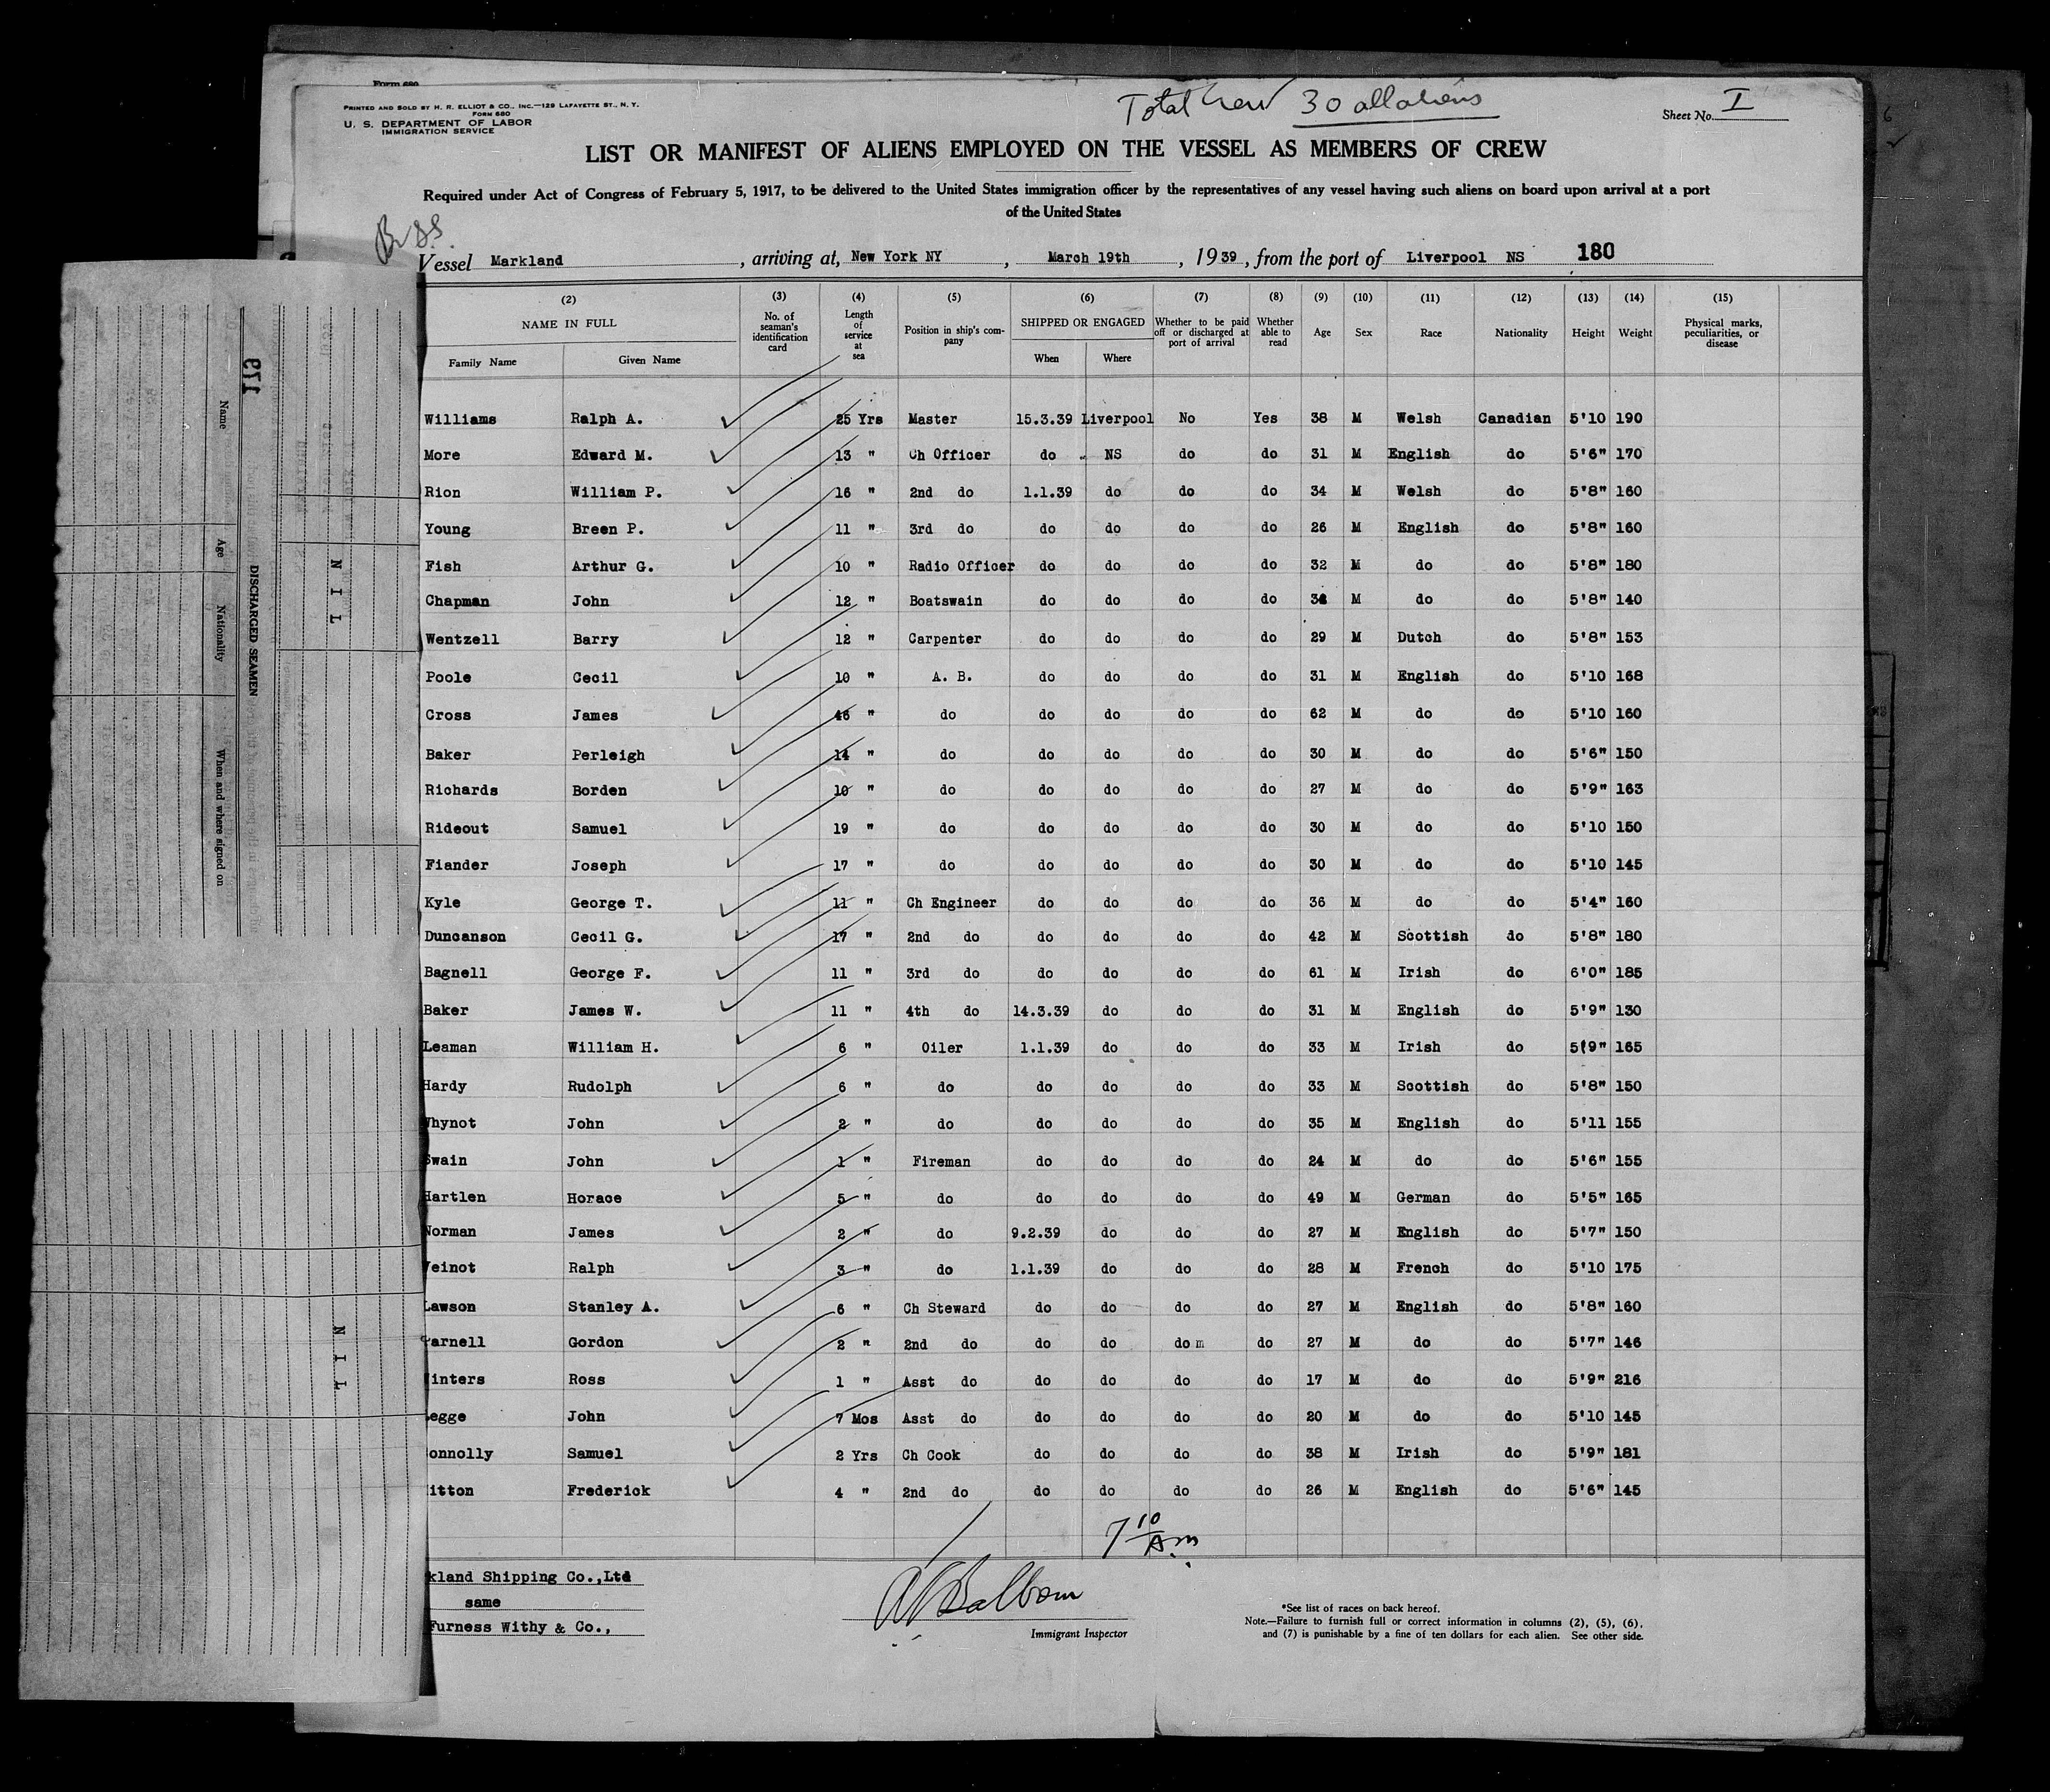 Form 680
PRINTED AND SOLD BY H. R. ELLIOT & CO., INC.—129 LAFAYETTE ST., N. Y.
FORM 680
U. S. DEPARTMENT OF LABOR
IMMIGRATION SERVICE
Total Crew 30 all aliens
Sheet No. I
6
LIST OR MANIFEST OF ALIENS EMPLOYED ON THE VESSEL AS MEMBERS OF CREW
Required under Act of Congress of February 5, 1917, to be delivered to the United States immigration officer by the representatives of any vessel having such aliens on board upon arrival at a port
of the United States
Br SS.
Vessel Markland, arriving at, New York NY, March 19th, 1939, from the port of Liverpool NS 180
(2) (3) (4) (5) (6) (7) (8) (9) (10) (11) (12) (13) (14) (15)
NAME IN FULL Family Name Given Name
No. of seaman's identification card
Length of service at sea
Position in ship's company
SHIPPED OR ENGAGED When Where
Whether to be paid off or discharged at port of arrival
Whether able to read
Age Sex Race Nationality Height Weight
Physical marks, peculiarities, or disease
Williams Ralph A. 25 Yrs Master 15.3.39 Liverpool No Yes 38 M Welsh Canadian 5'10 190
More Edward M. 13 " Ch Officer do NS do do 31 M English do 5'6" 170
Rion William P. 16 " 2nd do 1.1.39 do do do 34 M Welsh do 5'8" 160
Young Breen P. 11 " 3rd do do do do do 26 M English do 5'8" 160
Fish Arthur G. 10 " Radio Officer do do do do 32 M do do 5'8" 180
Chapman John 12 " Boatswain do do do do M do do 5'8" 140
Wentzell Barry 12 " Carpenter do do do do 29 M Dutch do 5'8" 153
Poole Cecil 10 " A. B. do do do do 31 M English do 5'10 168
Cross James 46 " do do do do do 62 M do do 5'10 160
Baker Perleigh 14 " do do do do do 30 M do do 5'6" 150
Richards Borden 10 " do do do do do 27 M do do 5'9" 163
Rideout Samuel 19 " do do do do do 30 M do do 5'10 150
Fiander Joseph 17 " do do do do do 30 M do do 5'10 145
Kyle George T. 11 " Ch Engineer do do do do 36 M do do 5'4" 160
Duncanson Cecil G. 17 " 2nd do do do do do 42 M Scottish do 5'8" 180
Bagnell George F. 11 " 3rd do do do do do 61 M Irish do 6'0" 185
Baker James W. 11 " 4th do 14.3.39 do do do 31 M English do 5'9" 130
Leaman William H. 6 " Oiler 1.1.39 do do do 33 M Irish do 5'9" 165
Hardy Rudolph 6 " do do do do do 33 M Scottish do 5'8" 150
Whynot John 2 " do do do do do 35 M English do 5'11 155
Swain John 1 " Fireman do do do do 24 M do do 5'6" 155
Hartlen Horace 5 " do do do do do 49 M German do 5'5" 165
Norman James 2 " do 9.2.39 do do do 27 M English do 5'7" 150
Veinot Ralph 3 " do 1.1.39 do do do 28 M French do 5'10 175
Lawson Stanley A. 6 " Ch Steward do do do do 27 M English do 5'8" 160
arnell Gordon 2 " 2nd do do do do m do 27 M do do 5'7" 146
inters Ross 1 " Asst do do do do do 17 M do do 5'9" 216
Legge John 7 Mos Asst do do do do do 20 M do do 5'10 145
onnolly Samuel 2 Yrs Ch Cook do do do do 38 M Irish do 5'9" 181
itton Frederick 4 " 2nd do do do do do 26 M English do 5'6" 145
7 10 Am
kland Shipping Co.,Ltd
same
Furness Withy & Co.,
Immigrant Inspector
*See list of races on back hereof.
Note.—Failure to furnish full or correct information in columns (2), (5), (6),
and (7) is punishable by a fine of ten dollars for each alien. See other side.
179
DISCHARGED SEAMEN
Name Age Nationality When and where signed on
N I L
N I L